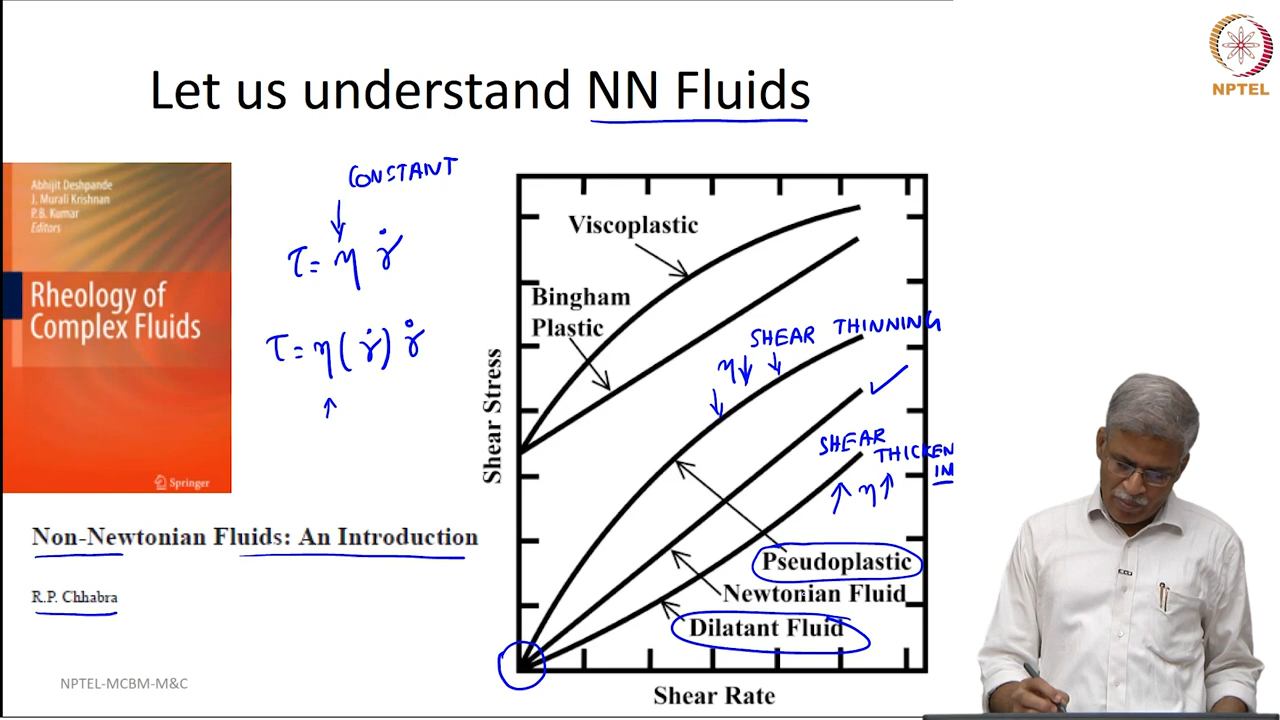 Let us understand NN Fluids
NPTEL
Abhijit Deshpande
J. Murali Krishnan
P.B. Kumar
Editors
Rheology of
Complex Fluids
Springer
CONSTANT
τ = η γ̇
τ = η ( γ̇ ) γ̇
Non-Newtonian Fluids: An Introduction
R.P. Chhabra
Viscoplastic
Bingham
Plastic
SHEAR THINNING
η↓
SHEAR
THICKEN
IN
↑ η↑
Pseudoplastic
Newtonian Fluid
Dilatant Fluid
Shear Stress
Shear Rate
NPTEL-MCBM-M&C